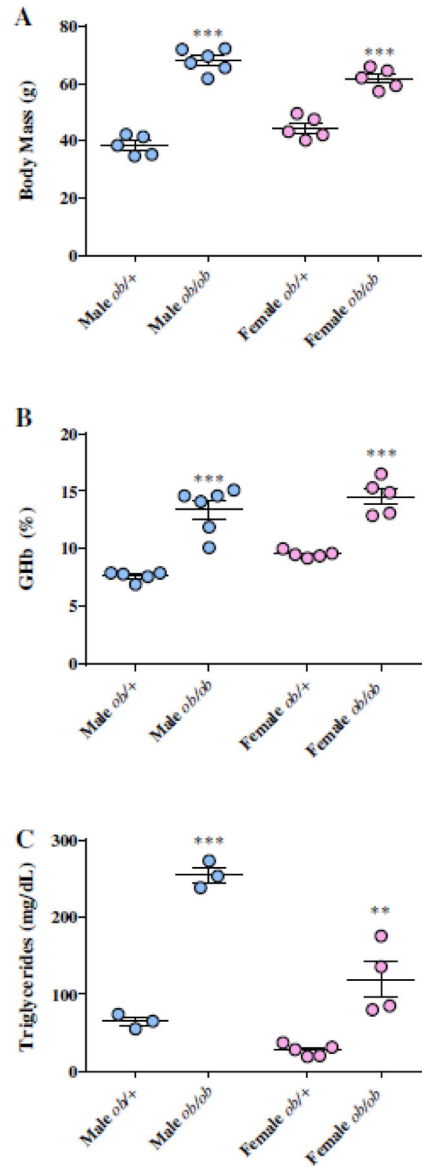 A
80
60
40
20
0
Body Mass (g)
***
***
Male ob/+
Male ob/ob
Female ob/+
Female ob/ob
B
20
15
10
5
0
GHb (%)
***
***
Male ob/+
Male ob/ob
Female ob/+
Female ob/ob
C
300
200
100
0
Triglycerides (mg/dL)
***
**
Male ob/+
Male ob/ob
Female ob/+
Female ob/ob